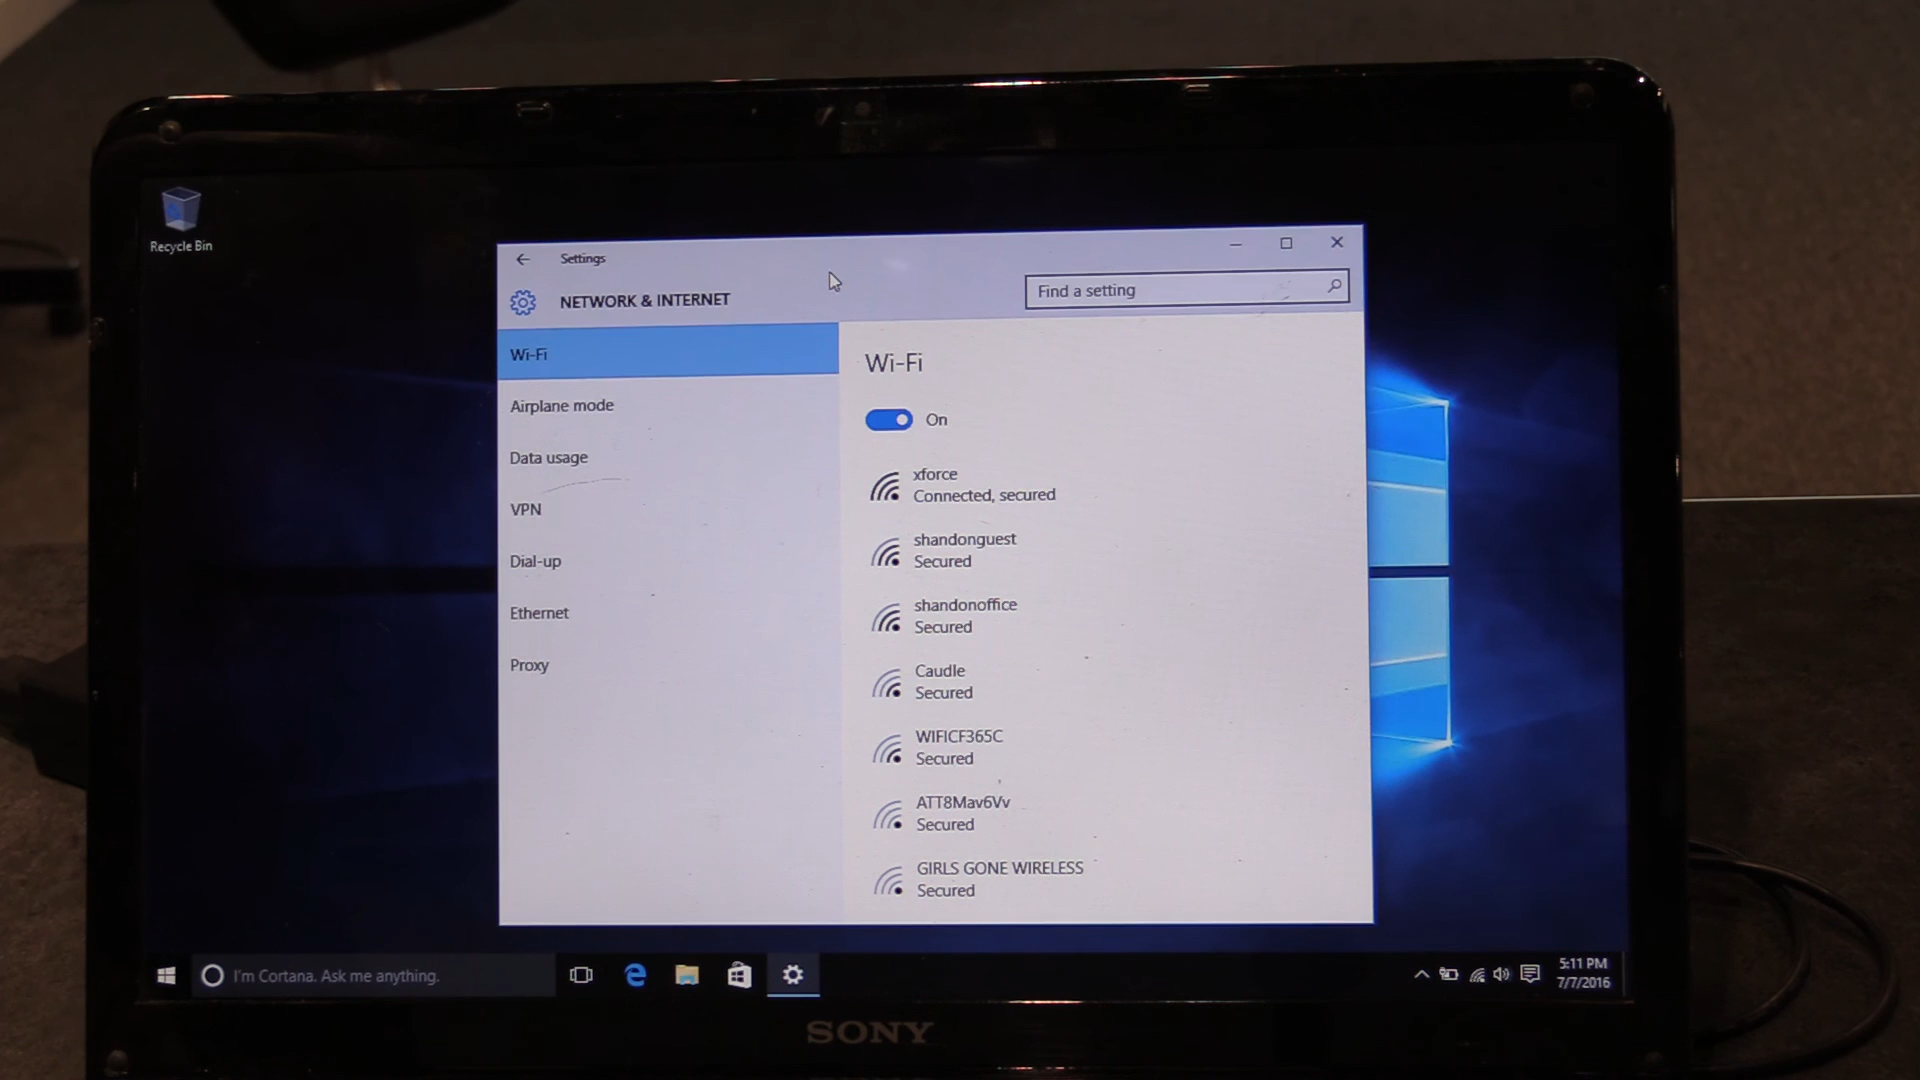 Recycle Bin
Settings
NETWORK & INTERNET
Find a setting
Wi-Fi
Airplane mode
Data usage
VPN
Dial-up
Ethernet
Proxy
Wi-Fi
On
xforce
Connected, secured
shandonguest
Secured
shandonoffice
Secured
Caudle
Secured
WIFICF365C
Secured
ATT8Mav6Vv
Secured
GIRLS GONE WIRELESS
Secured
I'm Cortana. Ask me anything.
5:11 PM
7/7/2016
SONY